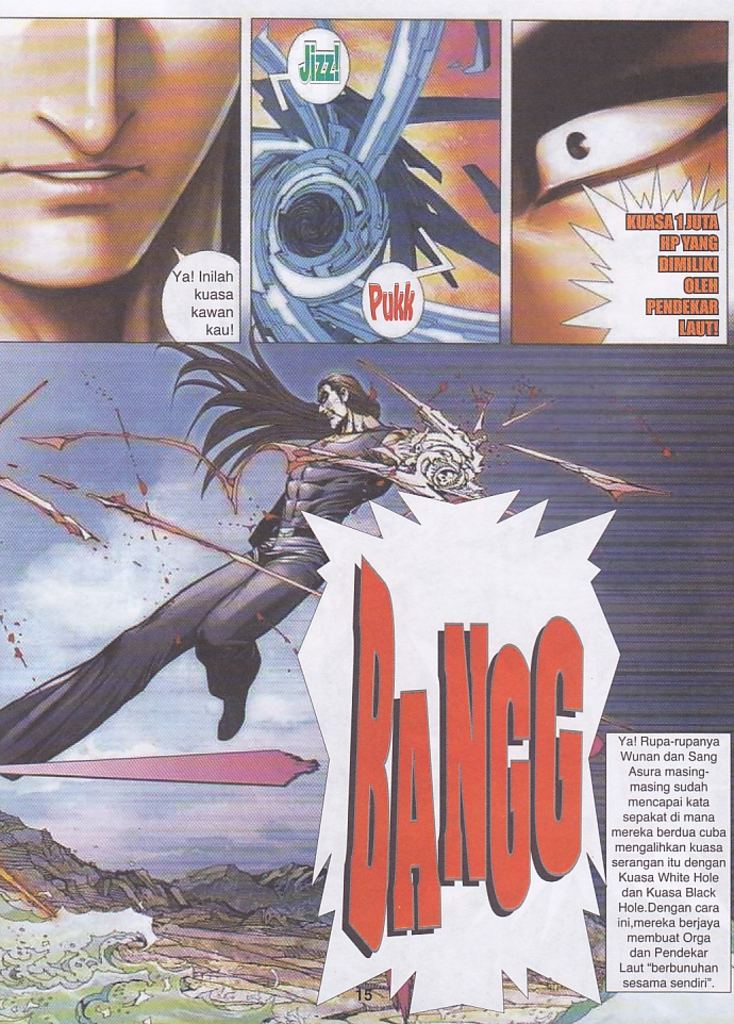 Ya! Inilah
kuasa
kawan
kau!
Jizz!
Pukk
KUASA 1 JUTA
HP YANG
DIMILIKI
OLEH
PENDEKAR
LAUT!
BANGG
Ya! Rupa-rupanya
Wunan dan Sang
Asura masing-
masing sudah
mencapai kata
sepakat di mana
mereka berdua cuba
mengalihkan kuasa
serangan itu dengan
Kuasa White Hole
dan Kuasa Black
Hole.Dengan cara
ini,mereka berjaya
membuat Orga
dan Pendekar
Laut "berbunuhan
sesama sendiri".
15